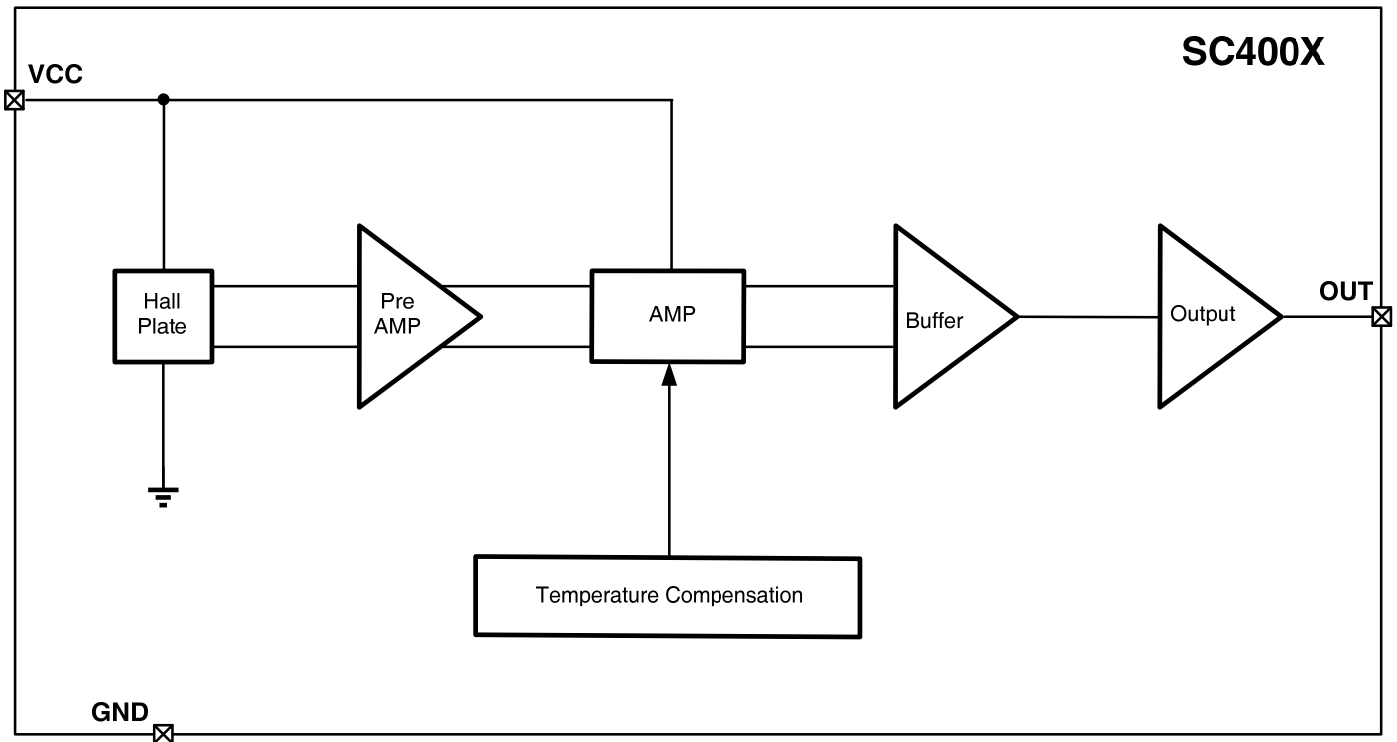 SC400X
VCC
Hall
Plate
Pre
AMP
AMP
Buffer
Output
OUT
Temperature Compensation
GND